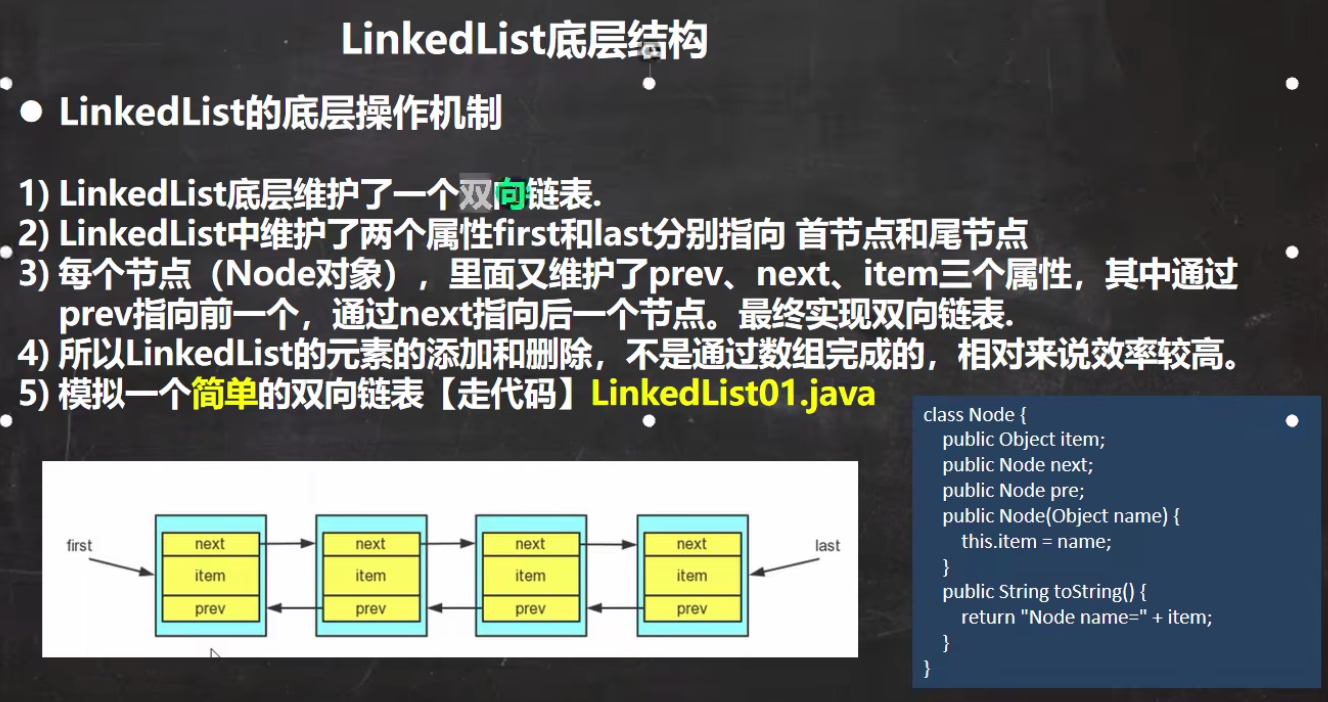 LinkedList底层结构
● LinkedList的底层操作机制
1) LinkedList底层维护了一个双向链表.
2) LinkedList中维护了两个属性first和last分别指向 首节点和尾节点
3) 每个节点（Node对象），里面又维护了prev、next、item三个属性，其中通过
prev指向前一个，通过next指向后一个节点。最终实现双向链表.
4) 所以LinkedList的元素的添加和删除，不是通过数组完成的，相对来说效率较高。
5) 模拟一个简单的双向链表【走代码】LinkedList01.java
class Node {
public Object item;
public Node next;
public Node pre;
public Node(Object name) {
this.item = name;
}
public String toString() {
return "Node name=" + item;
}
}
first
next
item
prev
next
item
prev
next
item
prev
next
item
prev
last